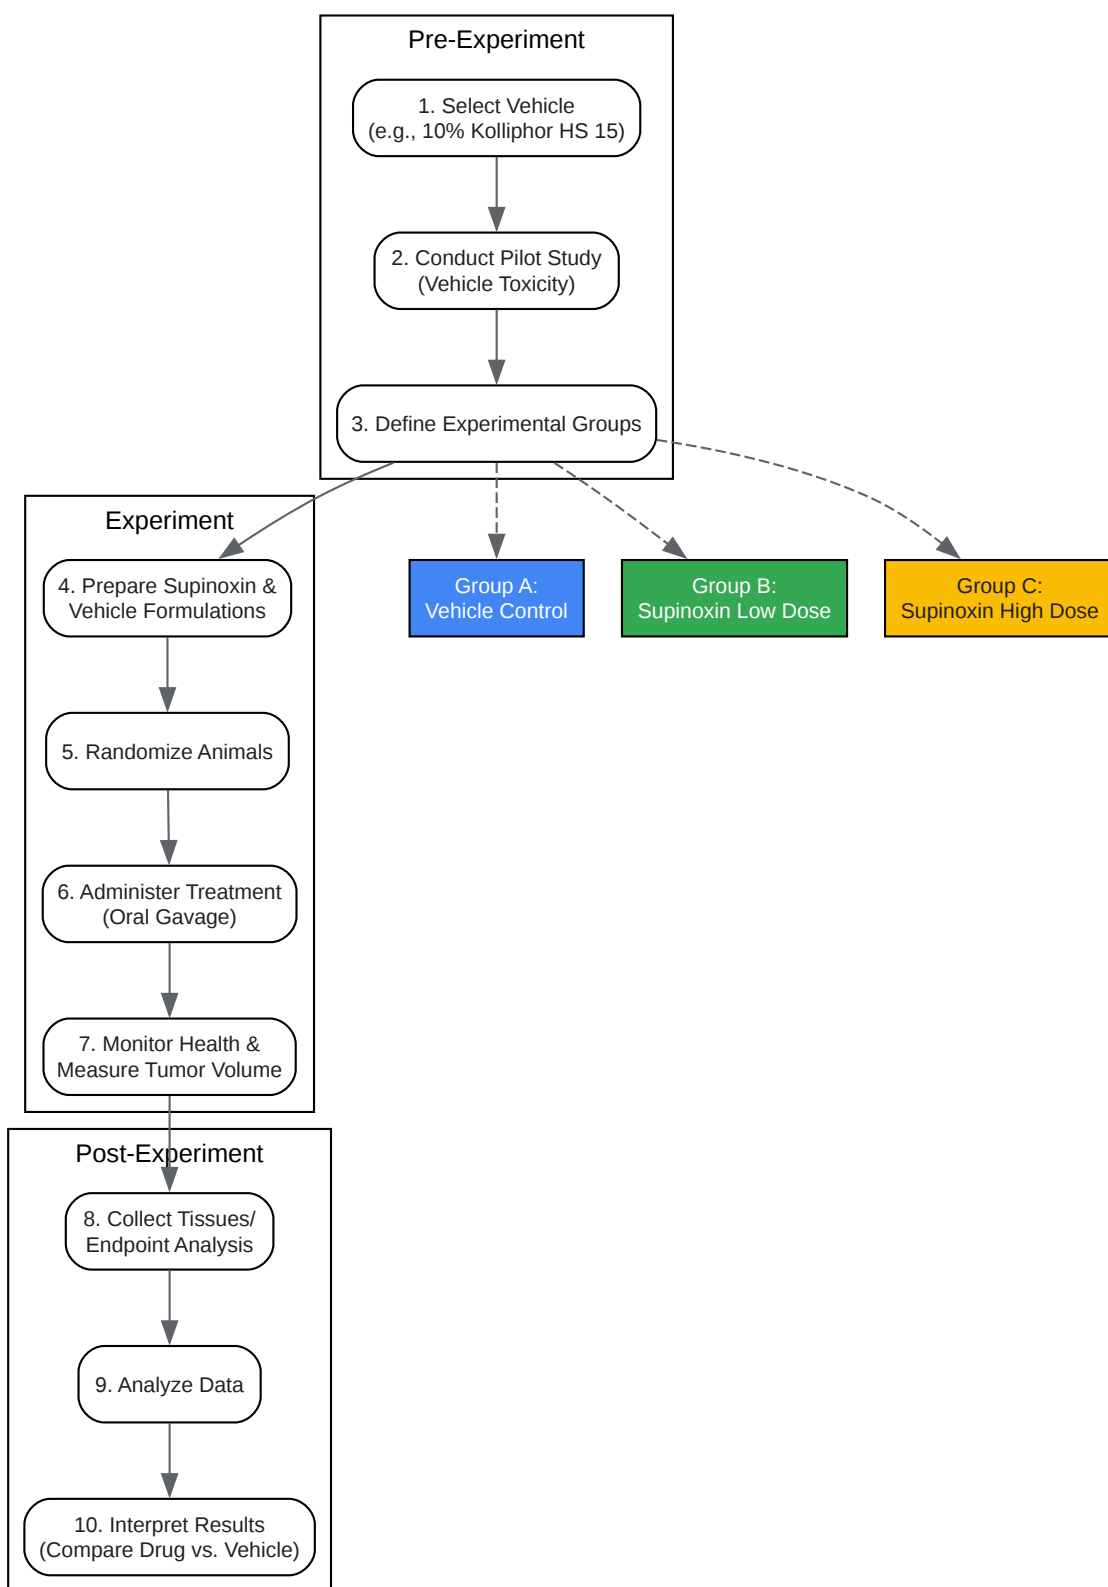 Pre-Experiment
1. Select Vehicle
(e.g., 10% Kolliphor HS 15)
2. Conduct Pilot Study
(Vehicle Toxicity)
3. Define Experimental Groups
Experiment
4. Prepare Supinoxin &
Vehicle Formulations
Group A:
Vehicle Control
Group B:
Supinoxin Low Dose
Group C:
Supinoxin High Dose
5. Randomize Animals
6. Administer Treatment
(Oral Gavage)
7. Monitor Health &
Measure Tumor Volume
Post-Experiment
8. Collect Tissues/
Endpoint Analysis
9. Analyze Data
10. Interpret Results
(Compare Drug vs. Vehicle)